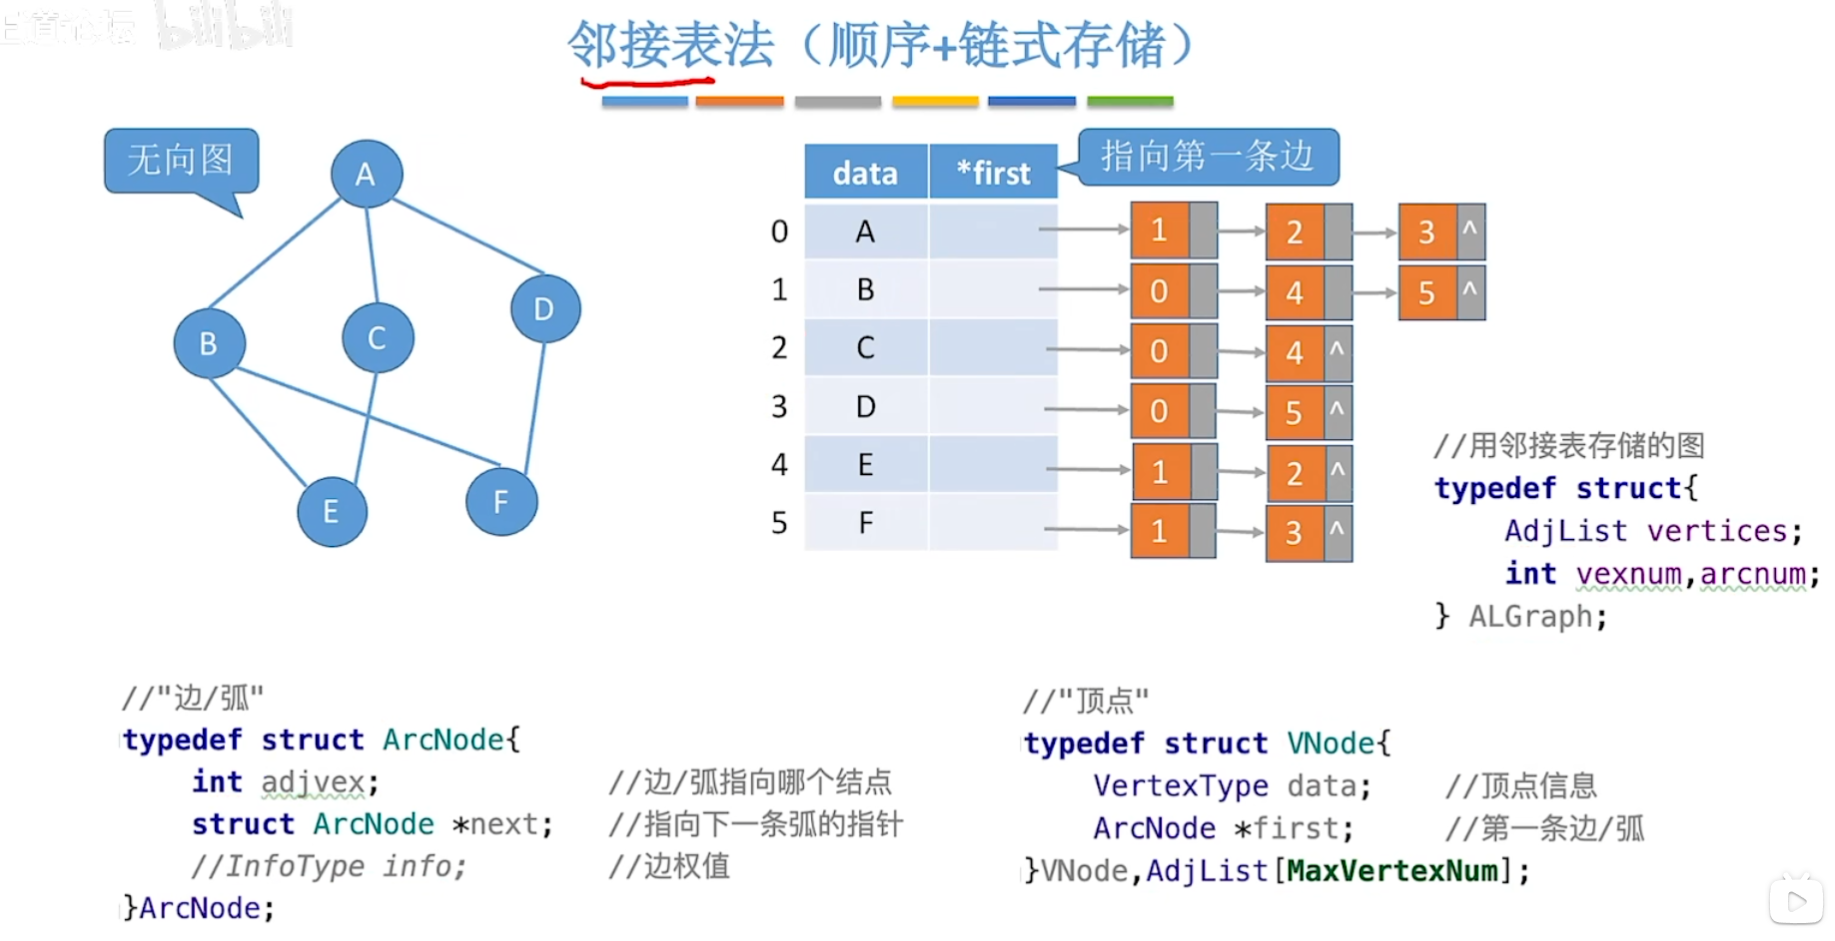 bilibili
邻接表法（顺序+链式存储）
无向图
A
B
C
D
E
F
指向第一条边
data *first
0 A 1 2 3 ^
1 B 0 4 5 ^
2 C 0 4 ^
3 D 0 5 ^
4 E 1 2 ^
5 F 1 3 ^
//用邻接表存储的图
typedef struct{
AdjList vertices;
int vexnum,arcnum;
} ALGraph;
//"边/弧"
typedef struct ArcNode{
int adjvex; //边/弧指向哪个结点
struct ArcNode *next; //指向下一条弧的指针
//InfoType info; //边权值
}ArcNode;
//"顶点"
typedef struct VNode{
VertexType data; //顶点信息
ArcNode *first; //第一条边/弧
}VNode,AdjList[MaxVertexNum];